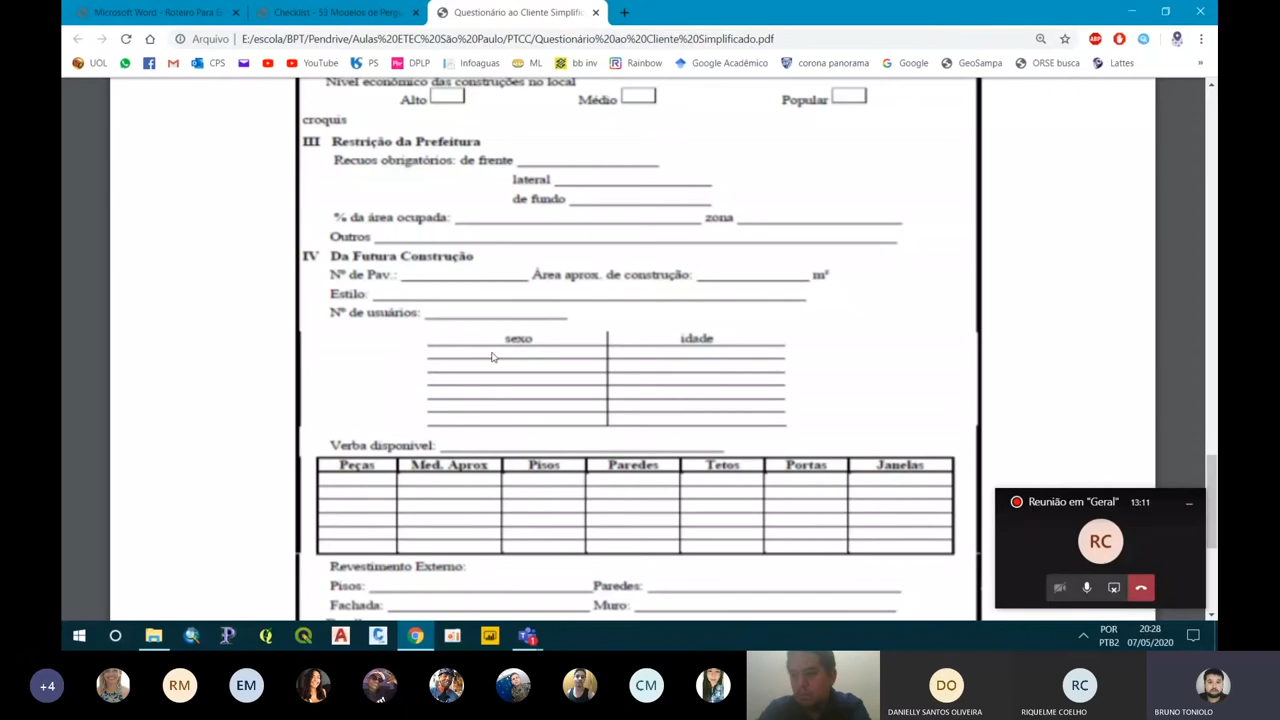 Microsoft Word - Roteiro Para D
Checklist - 53 Modelos de Pergu
Questionário ao Cliente Simplific
Arquivo
E:/escola/BPT/Pendrive/Aulas%20ETEC%20São%20Paulo/PTCC/Questionário%20ao%20Cliente%20Simplificado.pdf
ABP
UOL
CPS
YouTube
PS
DPLP
Infoaguas
ML
bb inv
Rainbow
Google Acadêmico
corona panorama
Google
GeoSampa
ORSE busca
Lattes
»
Nível econômico das construções no local
Alto Médio Popular
croquis
III Restrição da Prefeitura
Recuos obrigatórios: de frente
lateral
de fundo
% da área ocupada: zona
Outros
IV Da Futura Construção
Nº de Pav.: Área aprox. de construção: m²
Estilo:
Nº de usuários:
sexo idade
Verba disponível:
Peças Med. Aprox Pisos Paredes Tetos Portas Janelas
Revestimento Externo:
Pisos: Paredes:
Fachada: Muro:
Reunião em "Geral" 13:11
RC
POR
PTB2
20:28
07/05/2020
+4
RM
EM
CM
DO
DANIELLY SANTOS OLIVEIRA
RC
RIQUELME COELHO
BRUNO TONIOLO